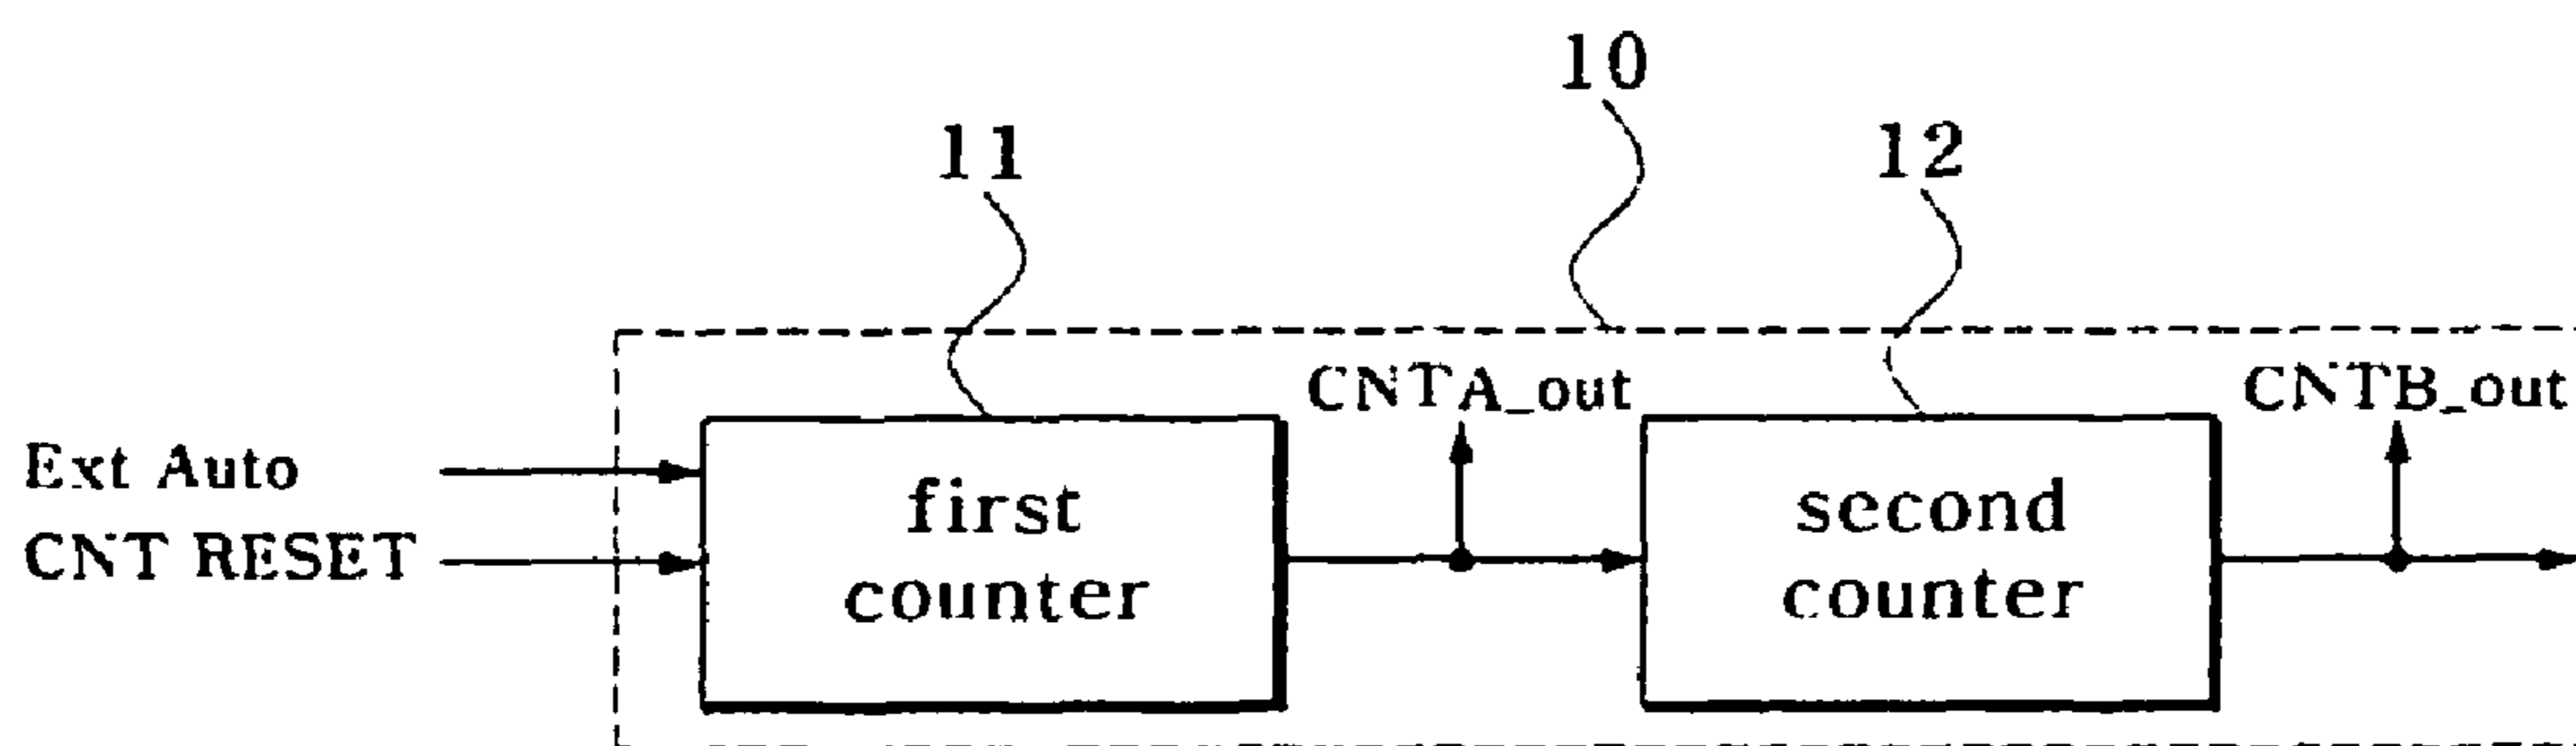 10
11
12
CNTA_out
CNTB_out
Ext Auto
CNT RESET
first
counter
second
counter